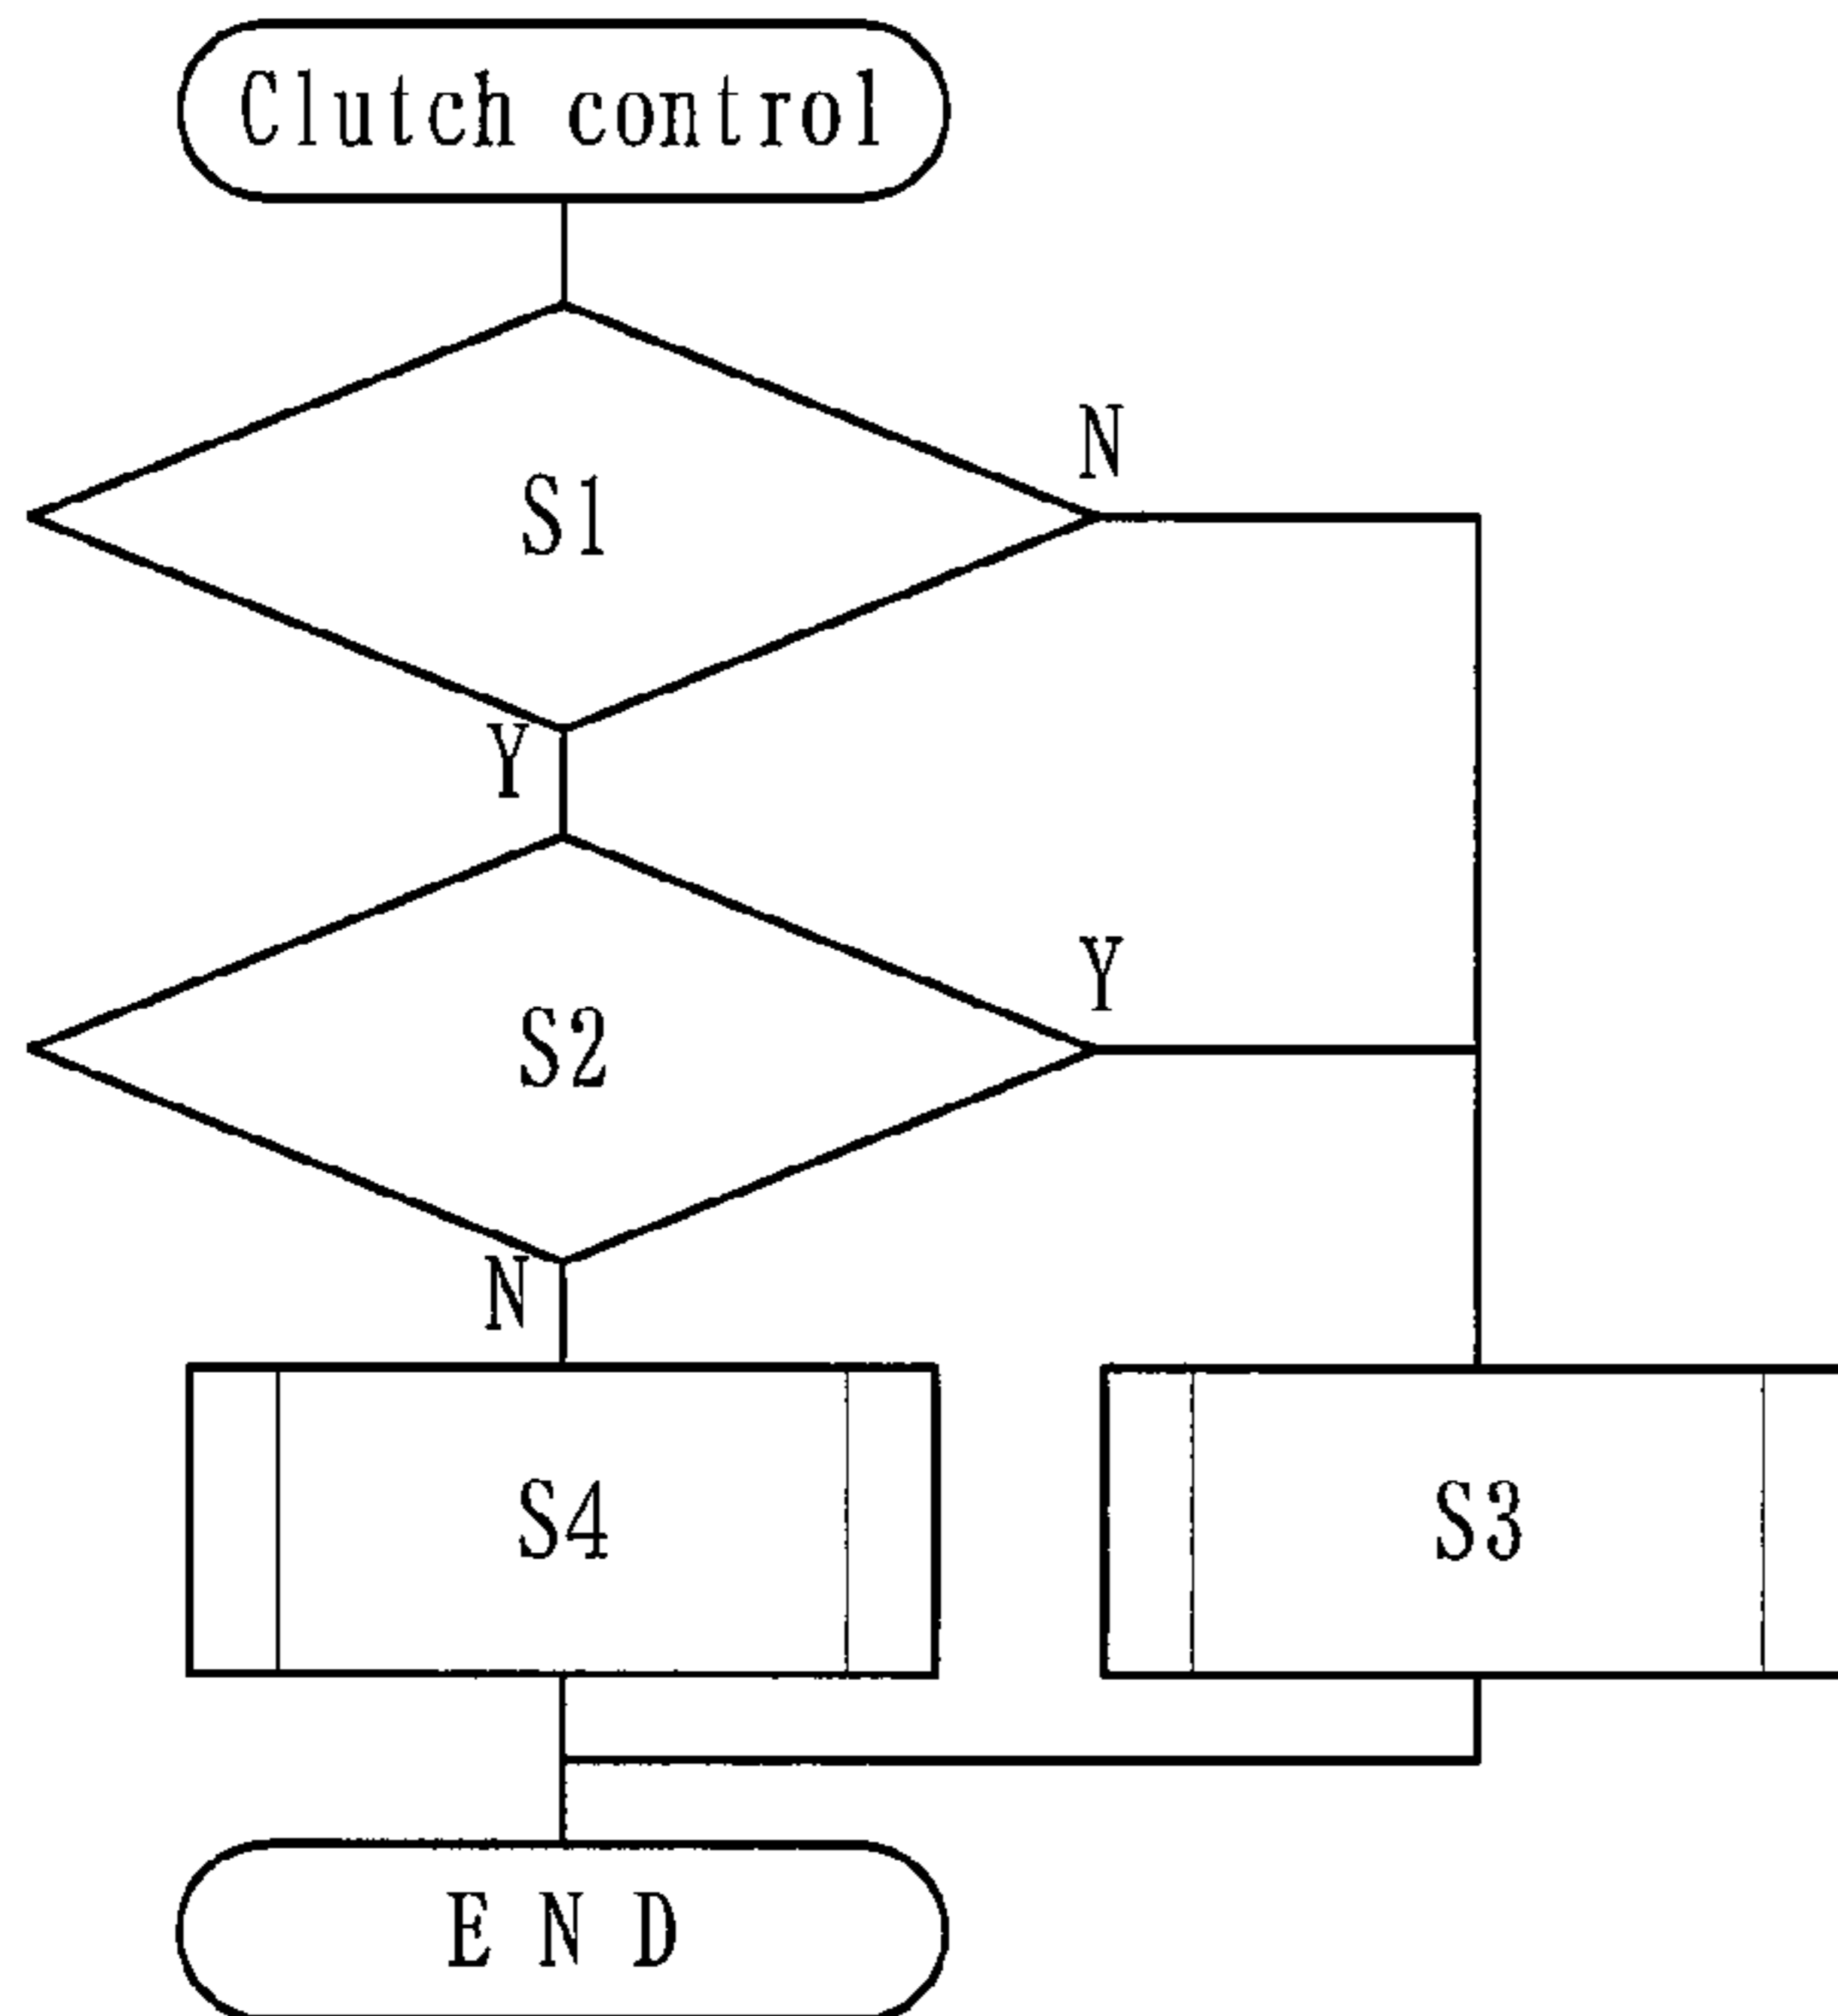 Clutch control
S1
N
Y
S2
Y
N
S4
S3
END